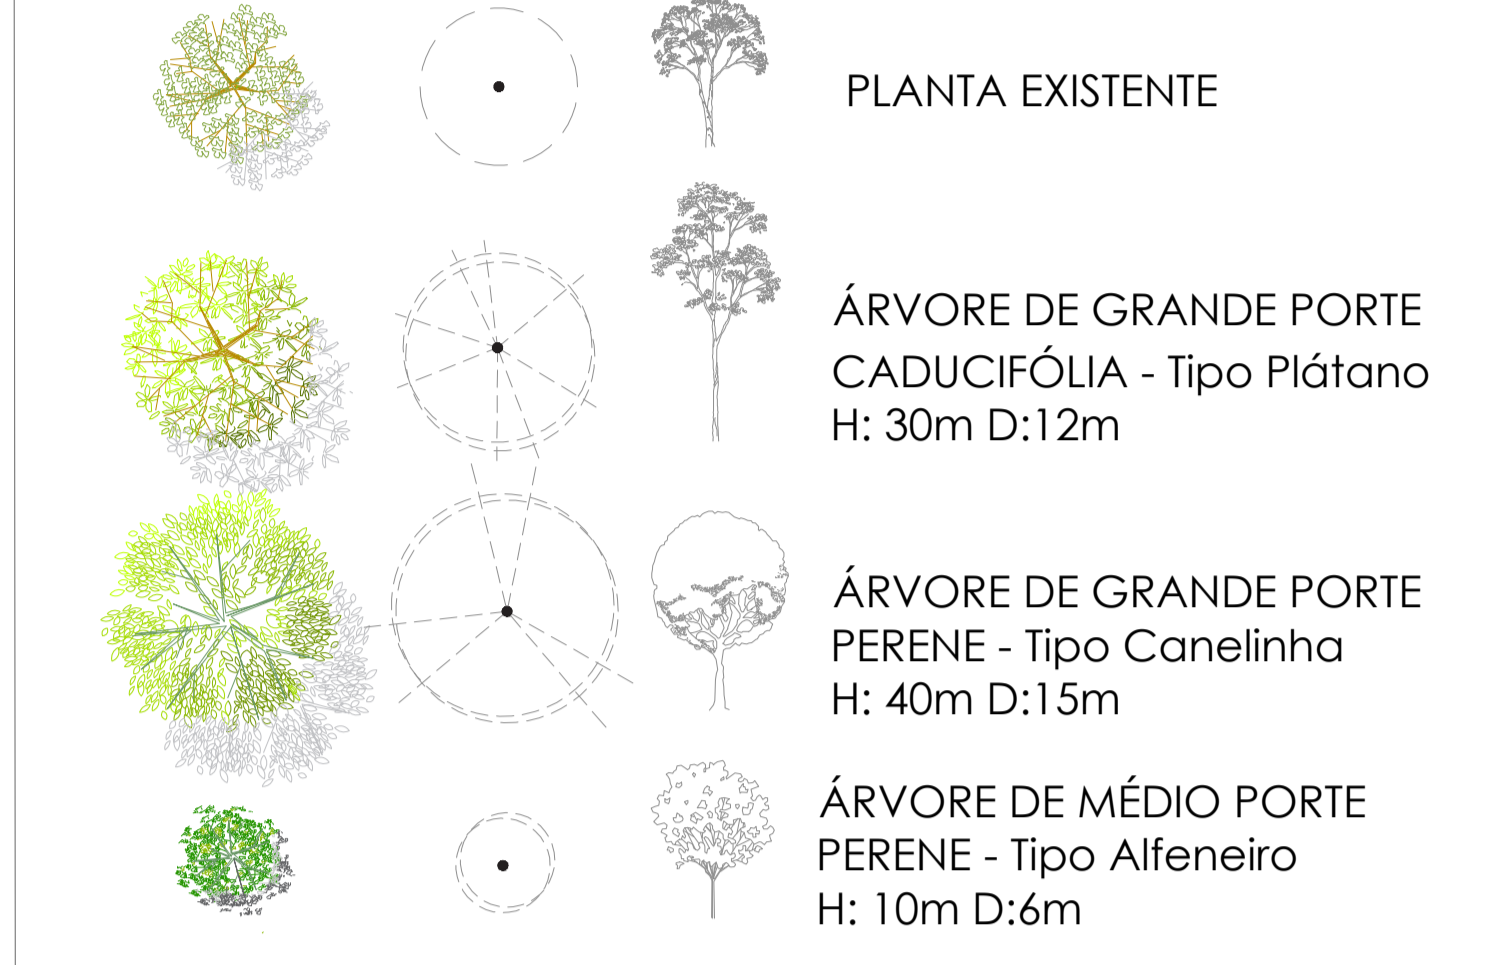 PLANTA EXISTENTE
ÁRVORE DE GRANDE PORTE
CADUCIFÓLIA - Tipo Plátano
H: 30m D:12m
ÁRVORE DE GRANDE PORTE
PERENE - Tipo Canelinha
H: 40m D:15m
ÁRVORE DE MÉDIO PORTE
PERENE - Tipo Alfeneiro
H: 10m D:6m